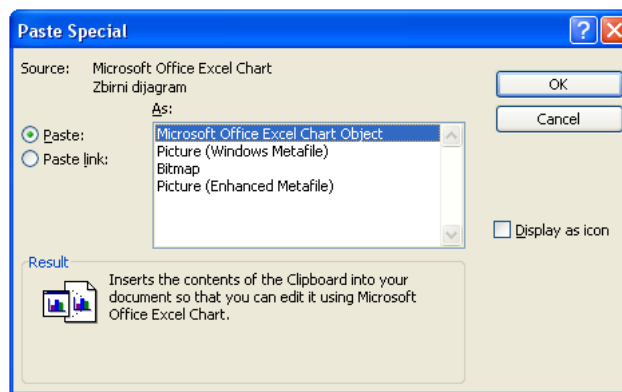 Paste Special
Source: Microsoft Office Excel Chart
Zbirni dijagram
As:
Paste:
Paste link:
Microsoft Office Excel Chart Object
Picture (Windows Metafile)
Bitmap
Picture (Enhanced Metafile)
OK
Cancel
Display as icon
Result
Inserts the contents of the Clipboard into your
document so that you can edit it using Microsoft
Office Excel Chart.